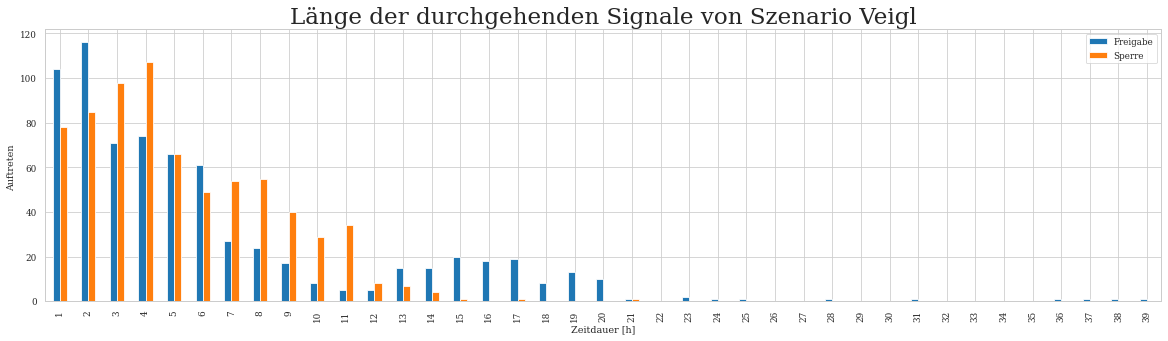 Länge der durchgehenden Signale von Szenario Veigl
120
100
80
60
40
20
0
Auftreten
Freigabe
Sperre
1 2 3 4 5 6 7 8 9 10 11 12 13 14 15 16 17 18 19 20 21 22 23 24 25 26 27 28 29 30 31 32 33 34 35 36 37 38 39
Zeitdauer [h]